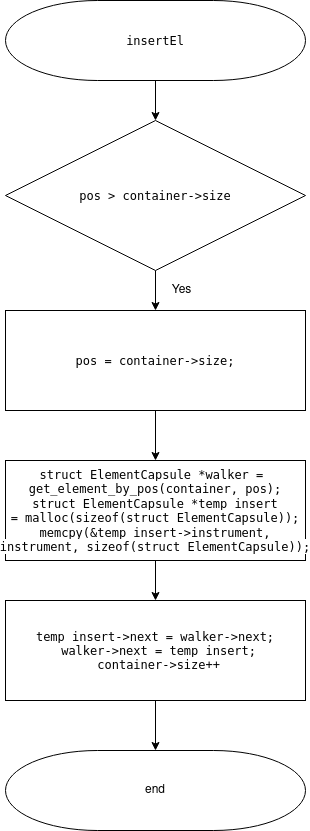 insertEl
pos > container->size
Yes
pos = container->size;
struct ElementCapsule *walker =
get_element_by_pos(container, pos);
struct ElementCapsule *temp insert
= malloc(sizeof(struct ElementCapsule));
memcpy(&temp insert->instrument,
instrument, sizeof(struct ElementCapsule));
temp insert->next = walker->next;
walker->next = temp insert;
container->size++
end